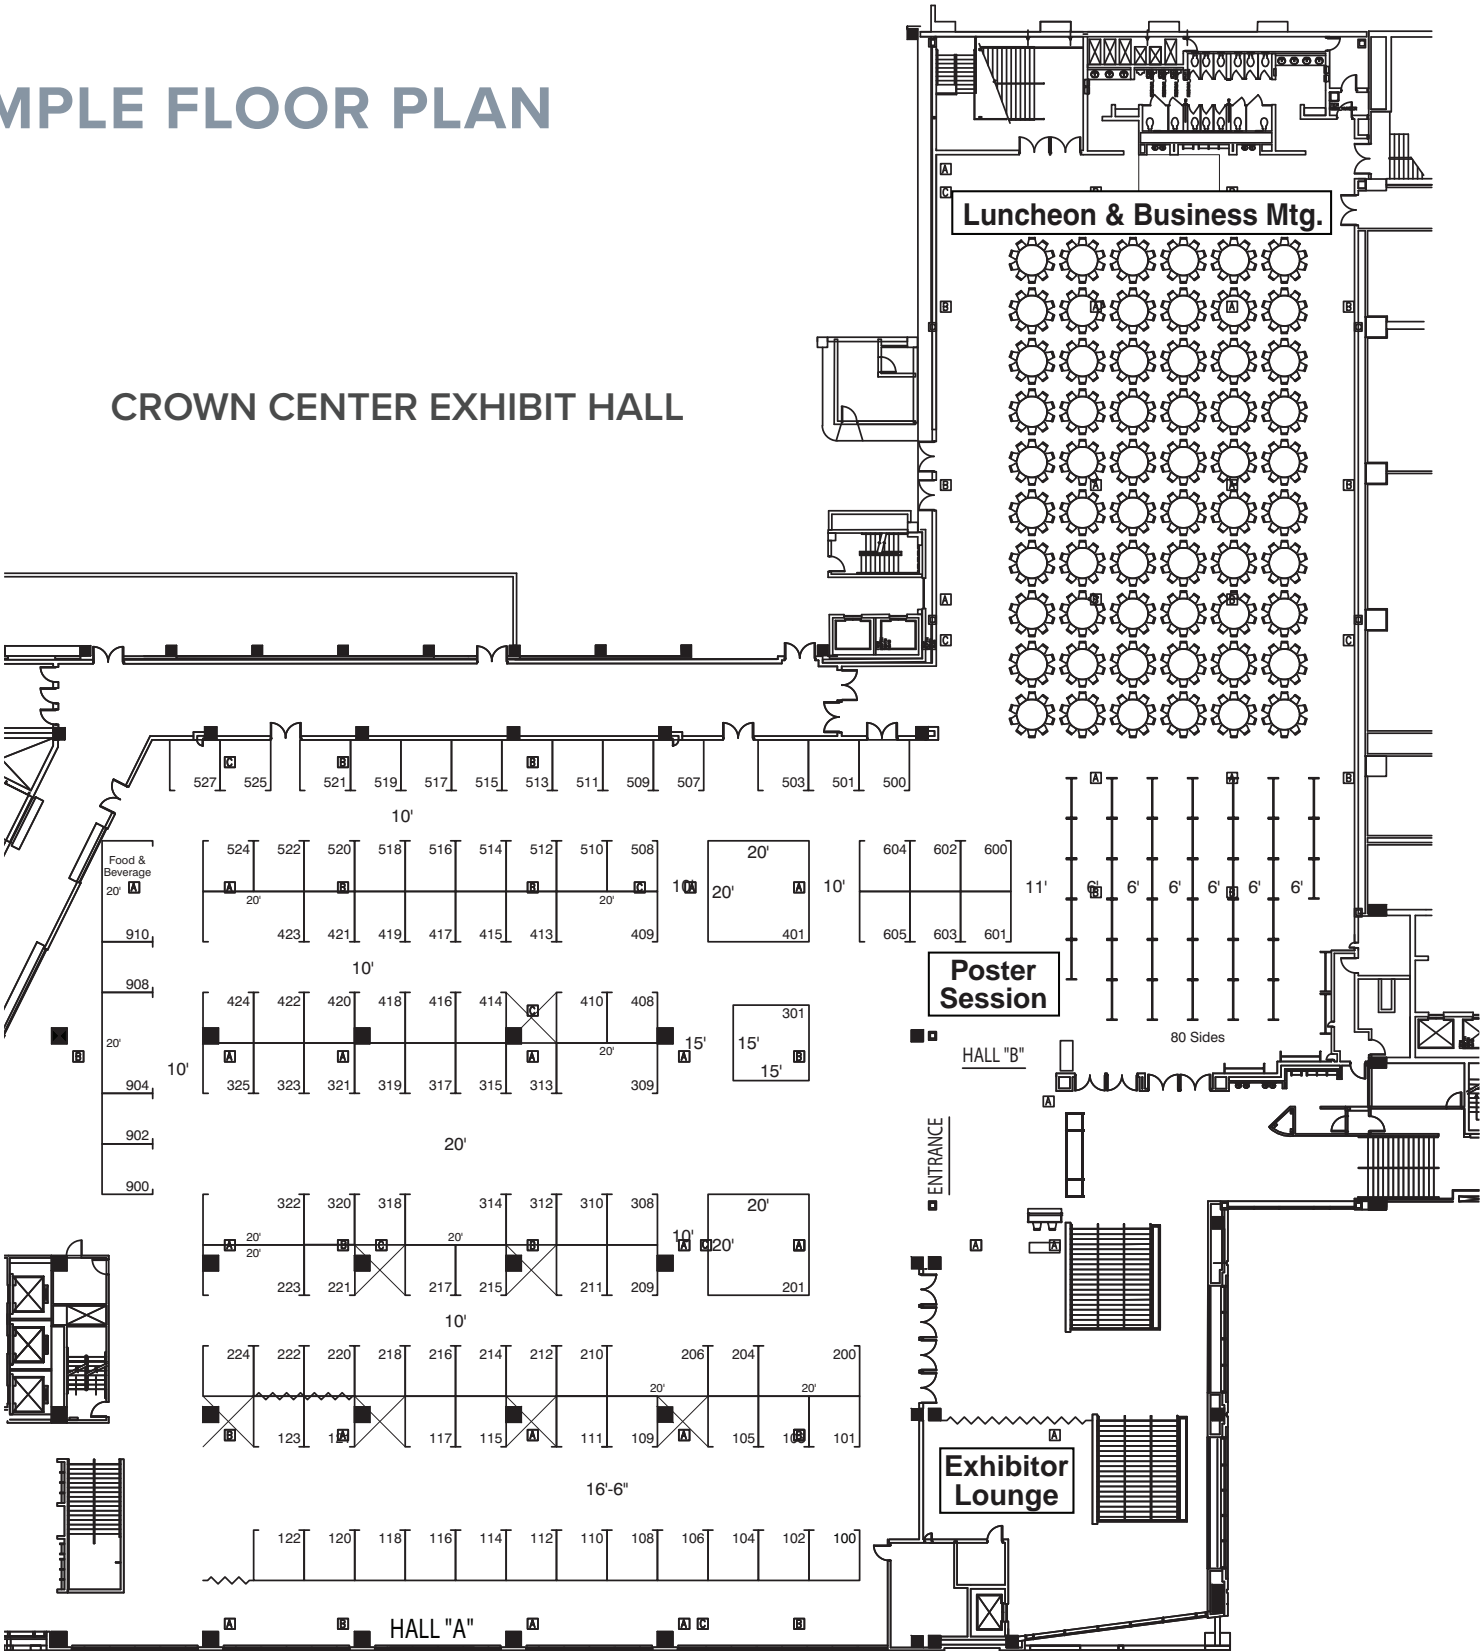 MPLE FLOOR PLAN
Luncheon & Business Mtg.
CROWN CENTER EXHIBIT HALL
527 525 521 519 517 515 513 511 509 507 503 501 500
10'
Food &
Beverage
20'
910
524 522 520 518 516 514 512 510 508
20' 20'
423 421 419 417 415 413 409
10'
20'
20'
401
10'
604 602 600
605 603 601
11'
6' 6' 6' 6' 6' 6'
10'
Poster
Session
80 Sides
HALL "B"
908
20'
904
902
900
10'
424 422 420 418 416 414 410 408
20'
325 323 321 319 317 315 313 309
15'
301
15'
15'
20'
ENTRANCE
322 320 318 314 312 310 308
20' 20'
20'
223 221 217 215 211 209
10'
20'
20'
201
10'
224 222 220 218 216 214 212 210 206 204 200
20' 20'
123 117 115 111 109 105 101
16'-6"
Exhibitor
Lounge
122 120 118 116 114 112 110 108 106 104 102 100
HALL "A"